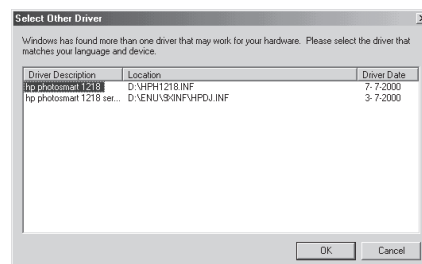 Select Other Driver
Windows has found more than one driver that may work for your hardware. Please select the driver that
matches your language and device.
Driver Description Location Driver Date
hp photosmart 1218 D:\HPH1218.INF 7- 7-2000
hp photosmart 1218 ser... D:\ENU\9XINF\HPDJ.INF 3- 7-2000
OK Cancel